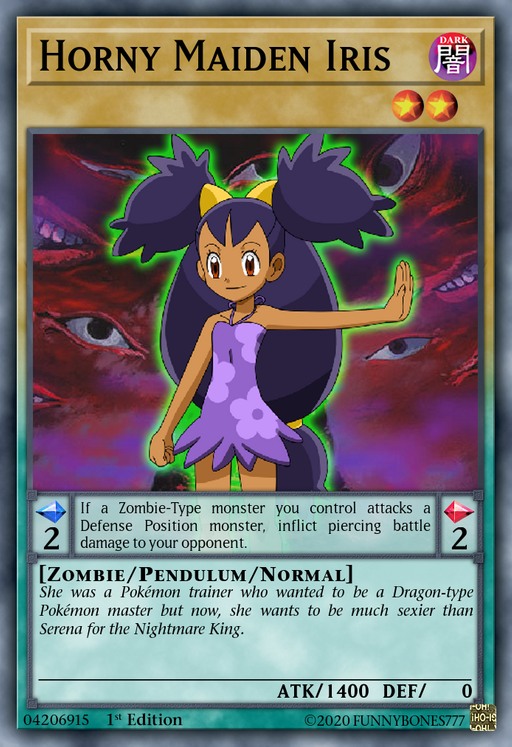 HORNY MAIDEN IRIS
DARK
闇
If a Zombie-Type monster you control attacks a
Defense Position monster, inflict piercing battle
damage to your opponent.
2
2
[ZOMBIE/PENDULUM/NORMAL]
She was a Pokémon trainer who wanted to be a Dragon-type
Pokémon master but now, she wants to be much sexier than
Serena for the Nightmare King.
ATK/1400 DEF/ 0
04206915 1st Edition ©2020 FUNNYBONES777